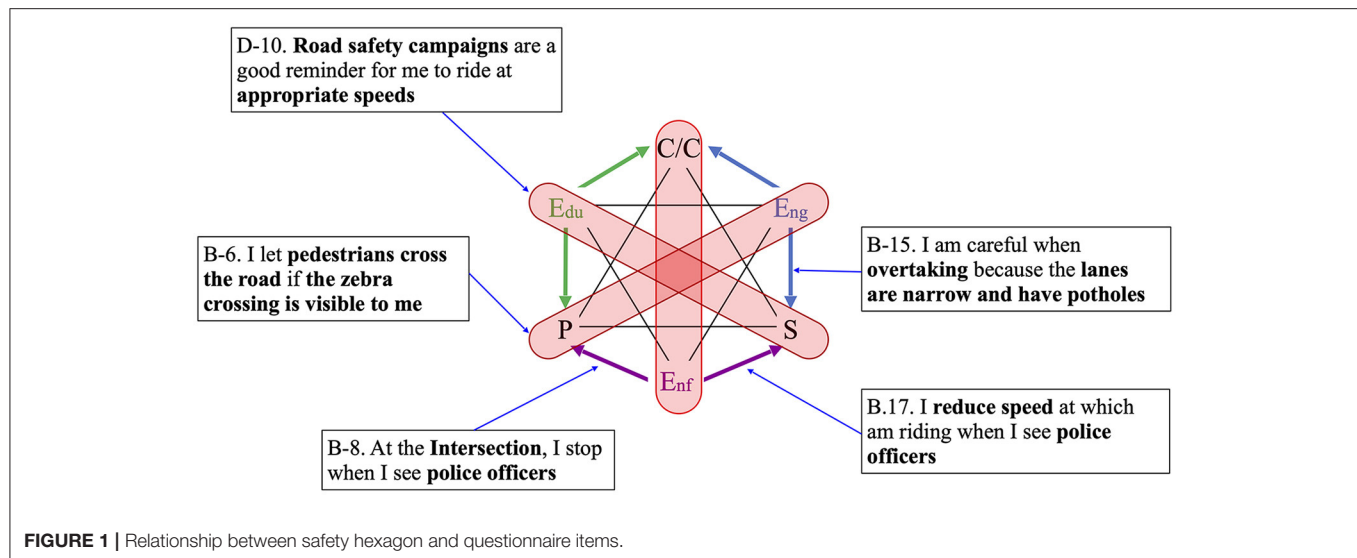 D-10. Road safety campaigns are a
good reminder for me to ride at
appropriate speeds
C/C
Edu
Eng
B-6. I let pedestrians cross
the road if the zebra
crossing is visible to me
B-15. I am careful when
overtaking because the lanes
are narrow and have potholes
P
S
Enf
B-8. At the Intersection, I stop
when I see police officers
B.17. I reduce speed at which
am riding when I see police
officers
FIGURE 1 | Relationship between safety hexagon and questionnaire items.